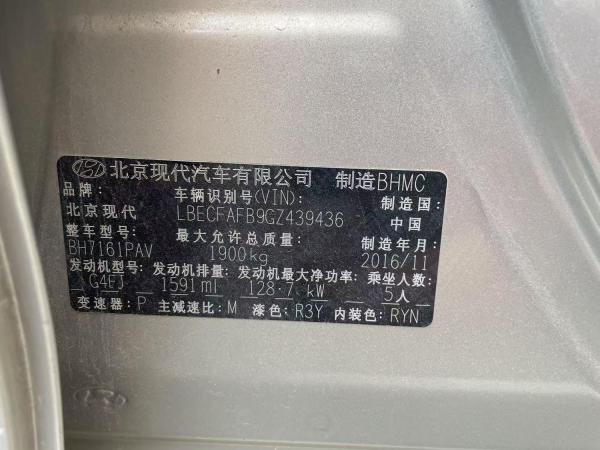 北京现代汽车有限公司 制造BHMC
品牌: 车辆识别号(VIN): 制造国:
北京现代 LBECFAFB9GZ439436 中国
整车型号: 最大允许总质量: 制造年月:
BH7161PAV 1900kg 2016/11
发动机型号: 发动机排量: 发动机最大净功率: 乘坐人数:
G4FJ 1591ml 128.7 kW 5人
变速器: P 主减速比: M 漆色: R3Y 内装色: RYN